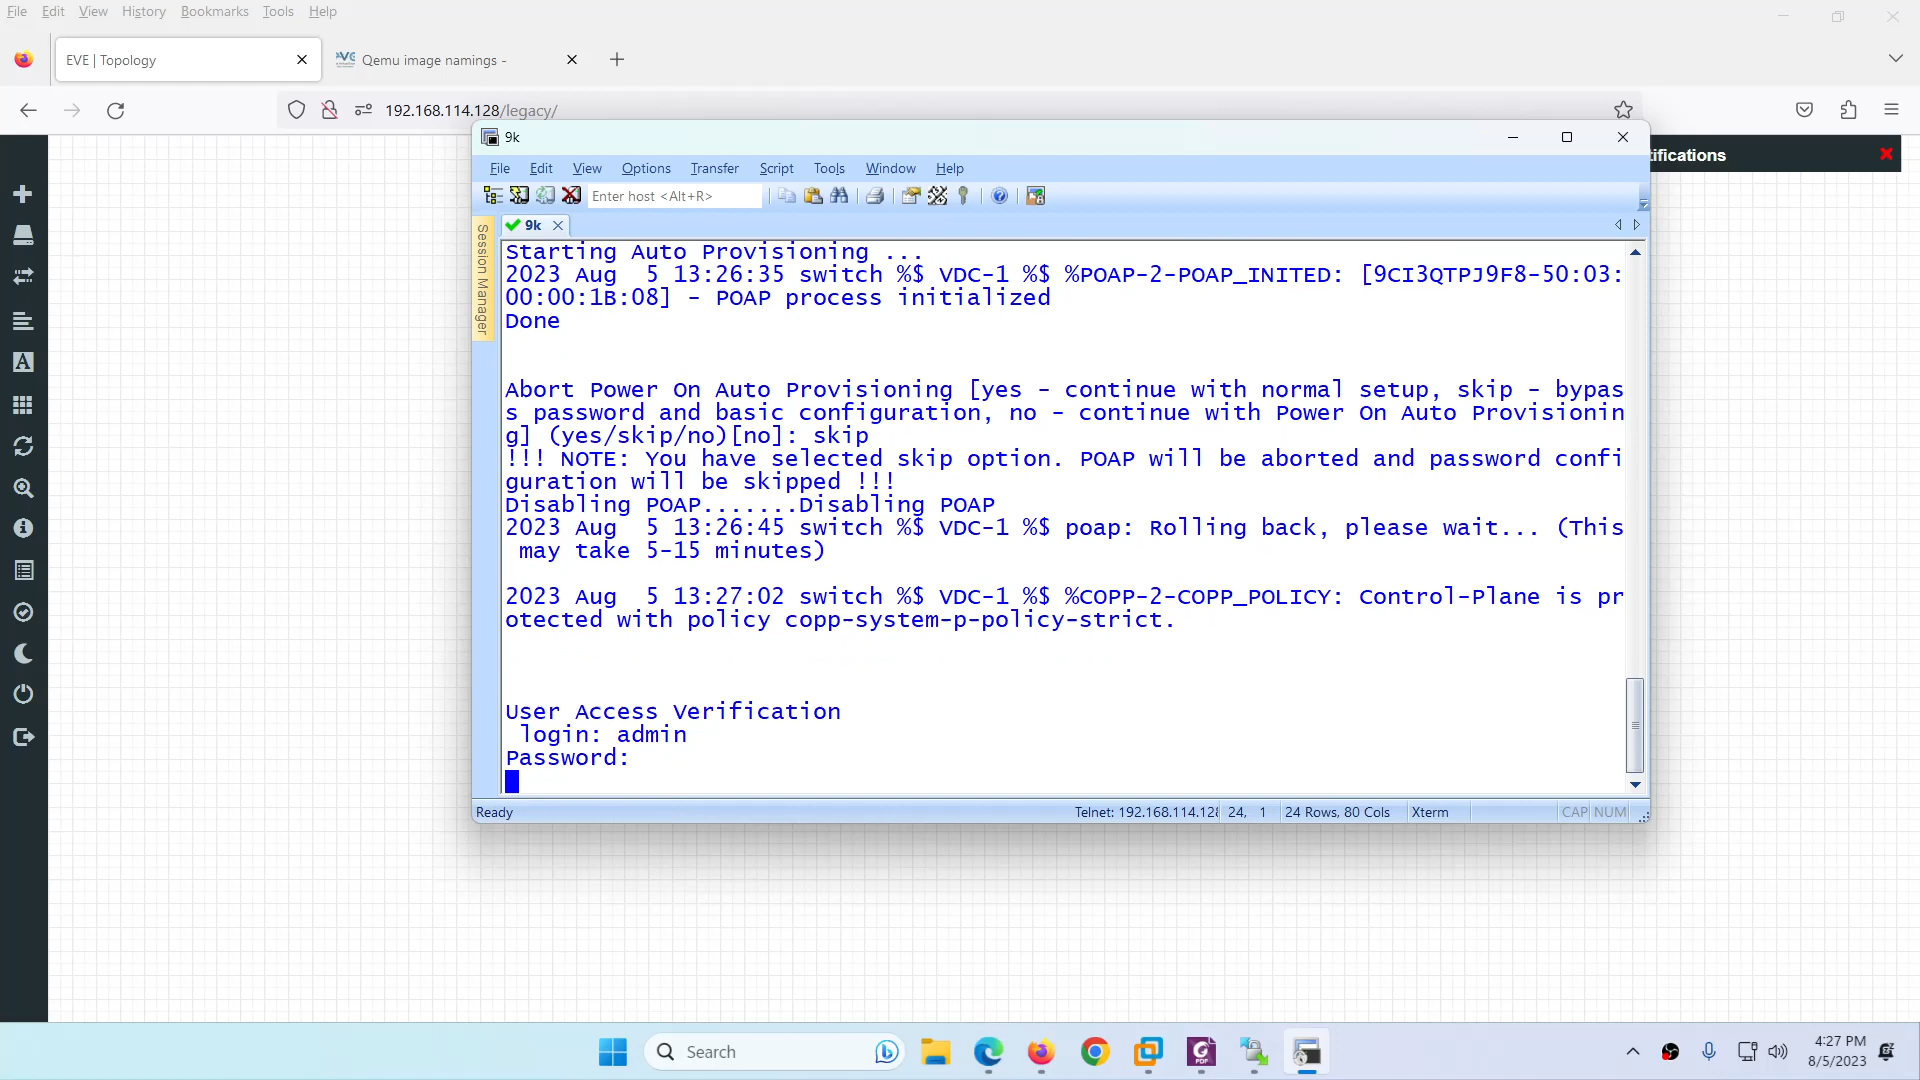 File Edit View History Bookmarks Tools Help
EVE | Topology
Qemu image namings -
192.168.114.128/legacy/
9k
tifications
File Edit View Options Transfer Script Tools Window Help
Enter host <Alt+R>
9k
Session Manager
Starting Auto Provisioning ...
2023 Aug  5 13:26:35 switch %$ VDC-1 %$ %POAP-2-POAP_INITED: [9CI3QTPJ9F8-50:03:
00:00:1B:08] - POAP process initialized
Done
Abort Power On Auto Provisioning [yes - continue with normal setup, skip - bypas
s password and basic configuration, no - continue with Power On Auto Provisionin
g] (yes/skip/no)[no]: skip
!!! NOTE: You have selected skip option. POAP will be aborted and password confi
guration will be skipped !!!
Disabling POAP.......Disabling POAP
2023 Aug  5 13:26:45 switch %$ VDC-1 %$ poap: Rolling back, please wait... (This
 may take 5-15 minutes)
2023 Aug  5 13:27:02 switch %$ VDC-1 %$ %COPP-2-COPP_POLICY: Control-Plane is pr
otected with policy copp-system-p-policy-strict.
User Access Verification
 login: admin
Password:
Ready
Telnet: 192.168.114.128
24, 1
24 Rows, 80 Cols
Xterm
CAP NUM
Search
4:27 PM
8/5/2023